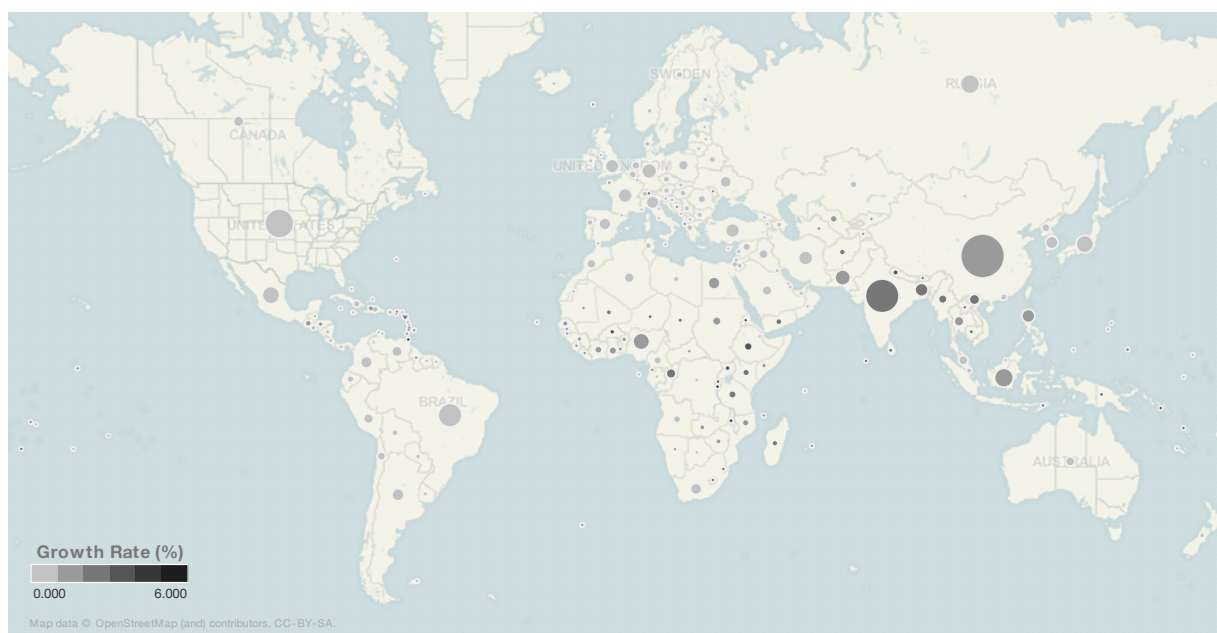 SWEDEN
RUSSIA
CANADA
UNITED KINGDOM
UNITED STATES
BRAZIL
AUSTRALIA
Growth Rate (%)
0.000 6.000
Map data © OpenStreetMap (and) contributors, CC-BY-SA.